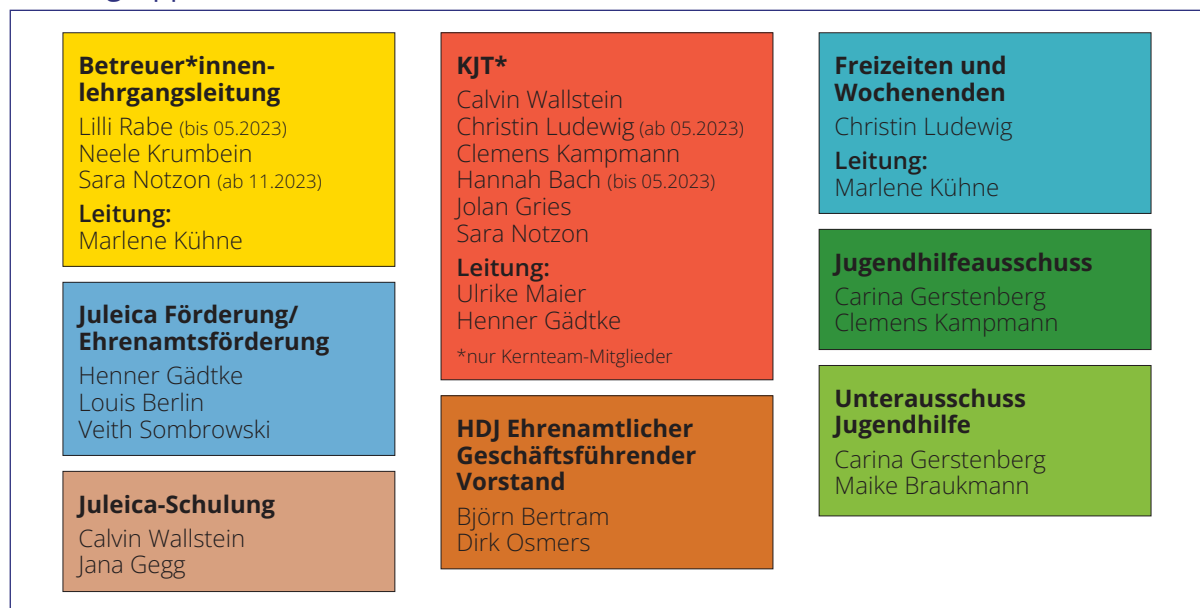 Betreuer*innen-
lehrgangsleitung
Lilli Rabe (bis 05.2023)
Neele Krumbein
Sara Notzon (ab 11.2023)
Leitung:
Marlene Kühne
Juleica Förderung/
Ehrenamtsförderung
Henner Gädtke
Louis Berlin
Veith Sombrowski
Juleica-Schulung
Calvin Wallstein
Jana Gegg
KJT*
Calvin Wallstein
Christin Ludewig (ab 05.2023)
Clemens Kampmann
Hannah Bach (bis 05.2023)
Jolan Gries
Sara Notzon
Leitung:
Ulrike Maier
Henner Gädtke
*nur Kernteam-Mitglieder
HDJ Ehrenamtlicher
Geschäftsführender
Vorstand
Björn Bertram
Dirk Osmers
Freizeiten und
Wochenenden
Christin Ludewig
Leitung:
Marlene Kühne
Jugendhilfeausschuss
Carina Gerstenberg
Clemens Kampmann
Unterausschuss
Jugendhilfe
Carina Gerstenberg
Maike Braukmann